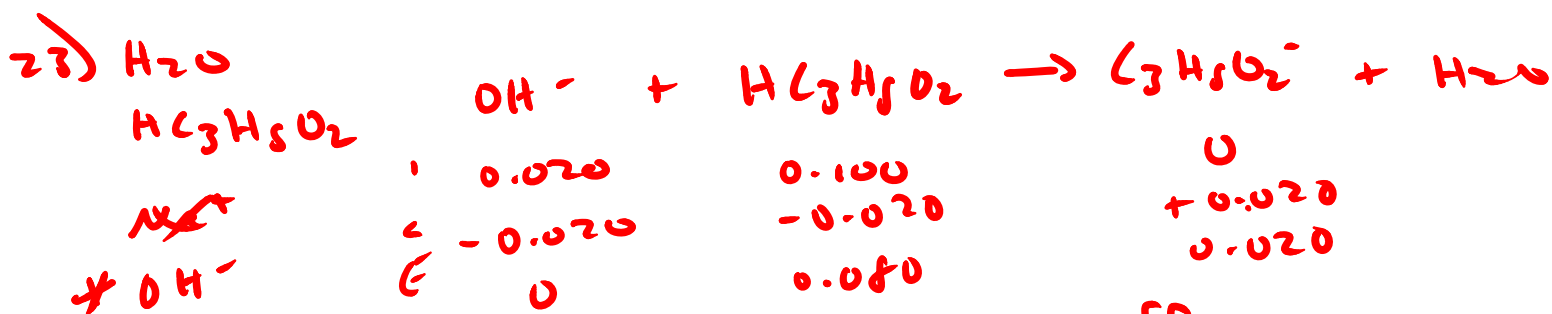 23) H2O
HC3H5O2
Na+
* OH-
OH- + HC3H5O2 → C3H5O2- + H2O
I 0.020 0.100 0
C -0.020 -0.020 +0.020
E 0 0.080 0.020